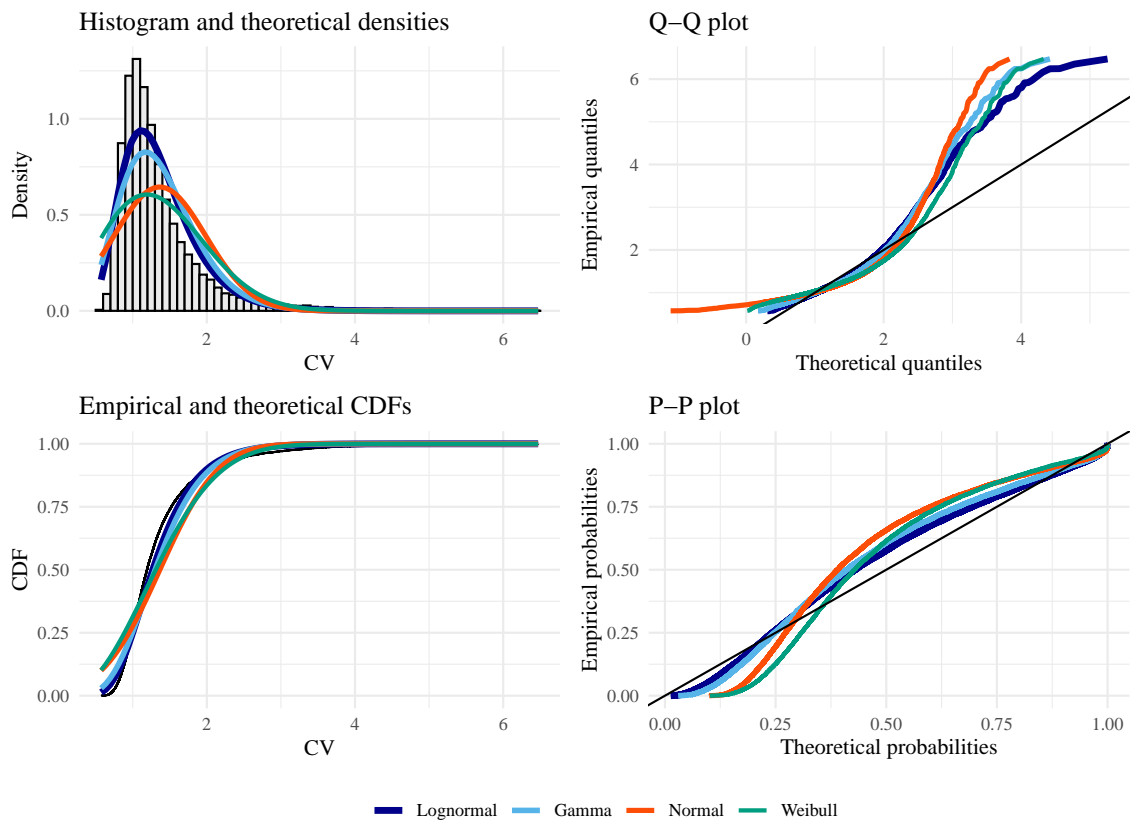 Histogram and theoretical densities
Density
1.0
0.5
0.0
2
4
6
CV
Q–Q plot
Empirical quantiles
6
4
2
0
2
4
Theoretical quantiles
Empirical and theoretical CDFs
CDF
1.00
0.75
0.50
0.25
0.00
2
4
6
CV
P–P plot
Empirical probabilities
1.00
0.75
0.50
0.25
0.00
0.00
0.25
0.50
0.75
1.00
Theoretical probabilities
Lognormal
Gamma
Normal
Weibull